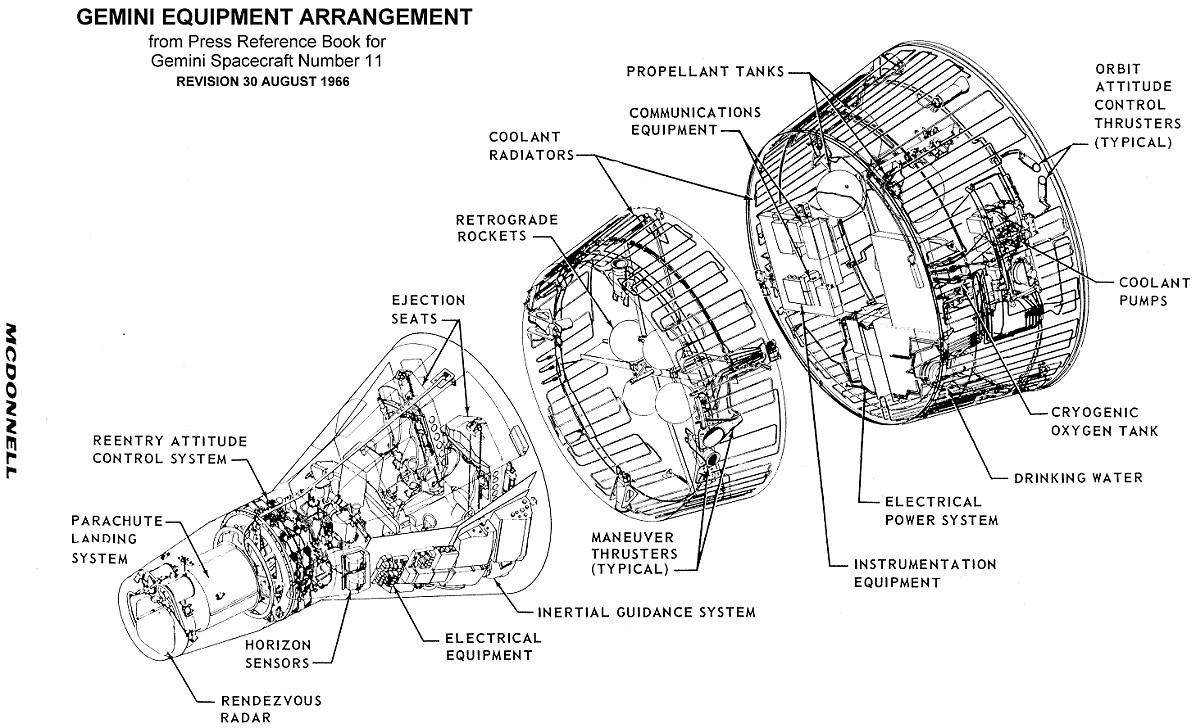 GEMINI EQUIPMENT ARRANGEMENT
from Press Reference Book for
Gemini Spacecraft Number 11
REVISION 30 AUGUST 1966
PROPELLANT TANKS
ORBIT
ATTITUDE
CONTROL
THRUSTERS
(TYPICAL)
COMMUNICATIONS
EQUIPMENT
COOLANT
RADIATORS
RETROGRADE
ROCKETS
COOLANT
PUMPS
EJECTION
SEATS
MCDONNELL
REENTRY ATTITUDE
CONTROL SYSTEM
CRYOGENIC
OXYGEN TANK
DRINKING WATER
PARACHUTE
LANDING
SYSTEM
ELECTRICAL
POWER SYSTEM
MANEUVER
THRUSTERS
(TYPICAL)
INSTRUMENTATION
EQUIPMENT
INERTIAL GUIDANCE SYSTEM
ELECTRICAL
EQUIPMENT
HORIZON
SENSORS
RENDEZVOUS
RADAR